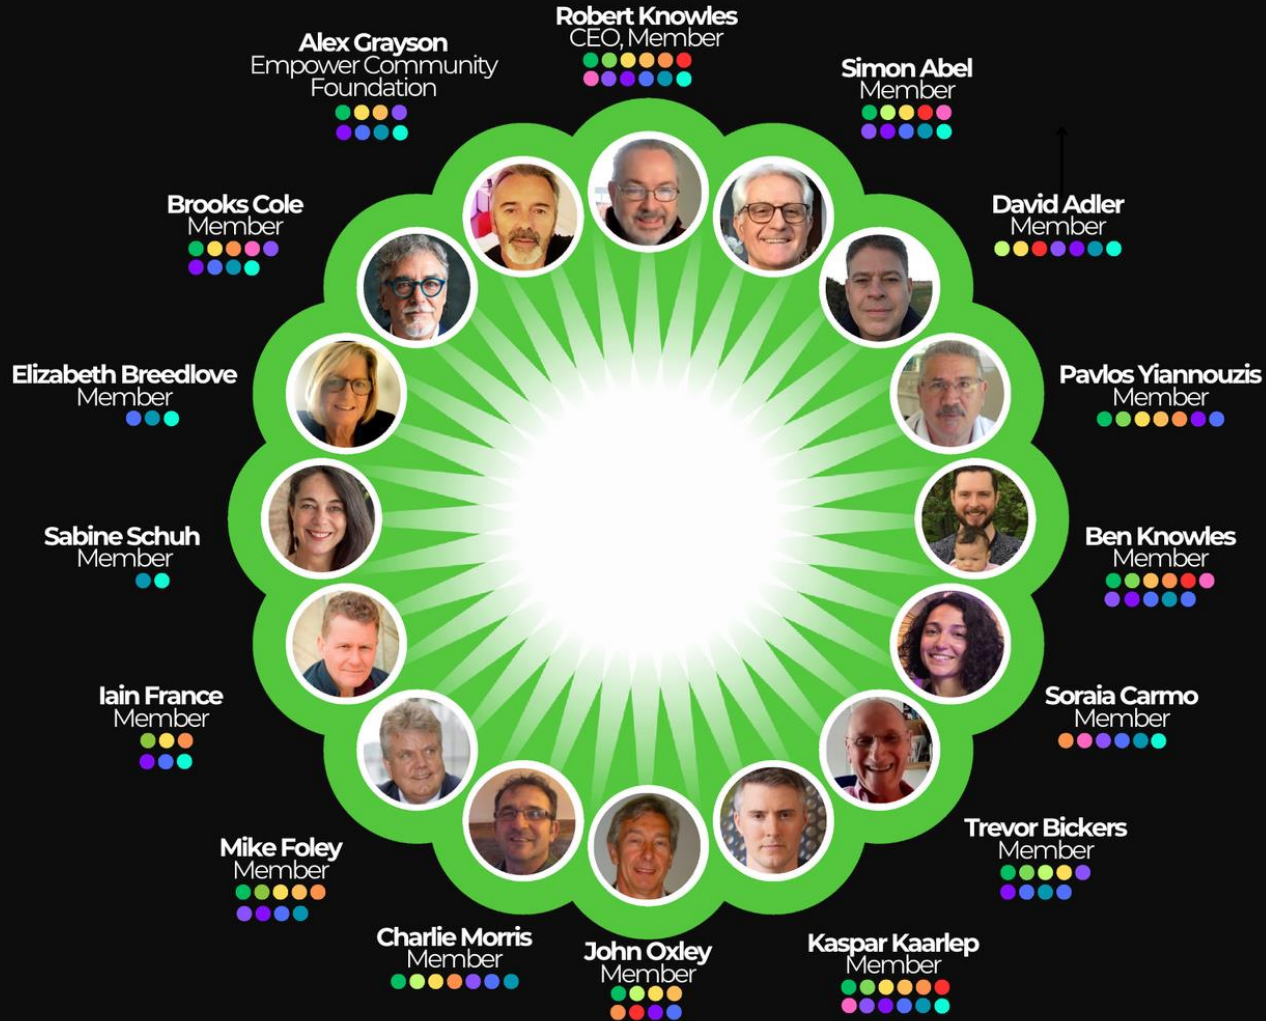 Robert Knowles
CEO, Member
Alex Grayson
Empower Community
Foundation
Simon Abel
Member
Brooks Cole
Member
David Adler
Member
Elizabeth Breedlove
Member
Pavlos Yiannouzis
Member
Sabine Schuh
Member
Ben Knowles
Member
Iain France
Member
Soraia Carmo
Member
Mike Foley
Member
Trevor Bickers
Member
Charlie Morris
Member
John Oxley
Member
Kaspar Kaarlep
Member